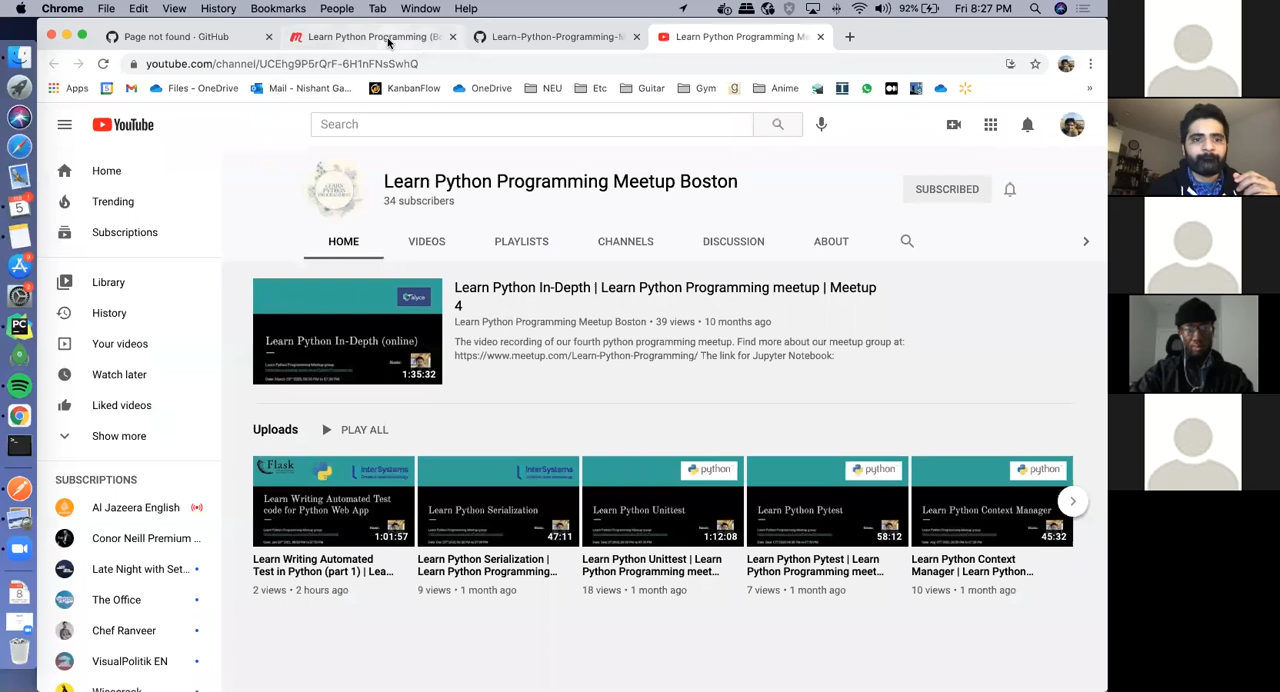 Chrome File Edit View History Bookmarks People Tab Window Help 92% Fri 8:27 PM
Page not found · GitHub Learn Python Programming (Bo Learn-Python-Programming-M Learn Python Programming Me
youtube.com/channel/UCEhg9P5rQrF-6H1nFNsSwhQ
Apps Files - OneDrive Mail - Nishant Ga... KanbanFlow OneDrive NEU Etc Guitar Gym Anime »
YouTube
Search
Home
Trending
Subscriptions
Library
History
Your videos
Watch later
Liked videos
Show more
SUBSCRIPTIONS
Al Jazeera English
Conor Neill Premium ...
Late Night with Set...
The Office
Chef Ranveer
VisualPolitik EN
Wisecrack
Learn Python Programming Meetup Boston
34 subscribers
SUBSCRIBED
HOME VIDEOS PLAYLISTS CHANNELS DISCUSSION ABOUT
Learn Python In-Depth (online)
1:35:32
Learn Python In-Depth | Learn Python Programming meetup | Meetup
4
Learn Python Programming Meetup Boston • 39 views • 10 months ago
The video recording of our fourth python programming meetup. Find more about our meetup group at:
https://www.meetup.com/Learn-Python-Programming/ The link for Jupyter Notebook:
Uploads PLAY ALL
Flask InterSystems
Learn Writing Automated Test
code for Python Web App
1:01:57
Learn Writing Automated
Test in Python (part 1) | Lea...
2 views • 2 hours ago
InterSystems
Learn Python Serialization
47:11
Learn Python Serialization |
Learn Python Programming...
9 views • 1 month ago
python
Learn Python Unittest
1:12:08
Learn Python Unittest | Learn
Python Programming meet...
18 views • 1 month ago
python
Learn Python Pytest
58:12
Learn Python Pytest | Learn
Python Programming meet...
7 views • 1 month ago
python
Learn Python Context Manager
45:32
Learn Python Context
Manager | Learn Python...
10 views • 1 month ago